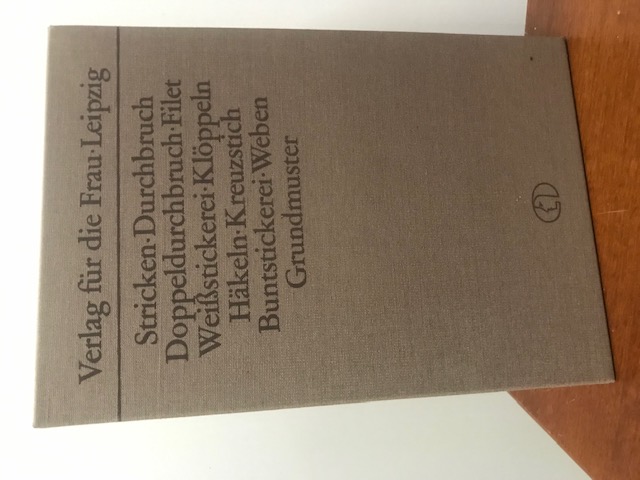 Verlag für die Frau·Leipzig
Stricken·Durchbruch
Doppeldurchbruch·Filet
Weißstickerei·Klöppeln
Häkeln·Kreuzstich
Buntstickerei·Weben
Grundmuster